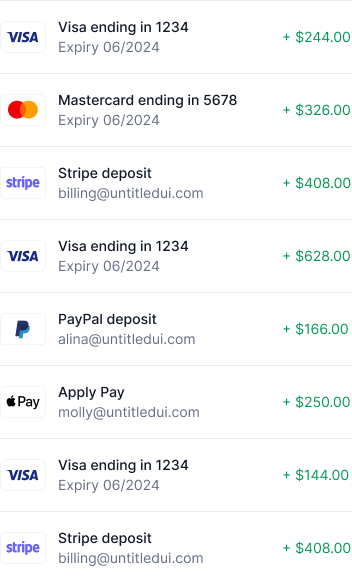 VISA Visa ending in 1234 + $244.00
Expiry 06/2024
Mastercard ending in 5678 + $326.00
Expiry 06/2024
stripe Stripe deposit + $408.00
billing@untitledui.com
VISA Visa ending in 1234 + $628.00
Expiry 06/2024
PayPal deposit + $166.00
alina@untitledui.com
Pay Apply Pay + $250.00
molly@untitledui.com
VISA Visa ending in 1234 + $144.00
Expiry 06/2024
stripe Stripe deposit + $408.00
billing@untitledui.com